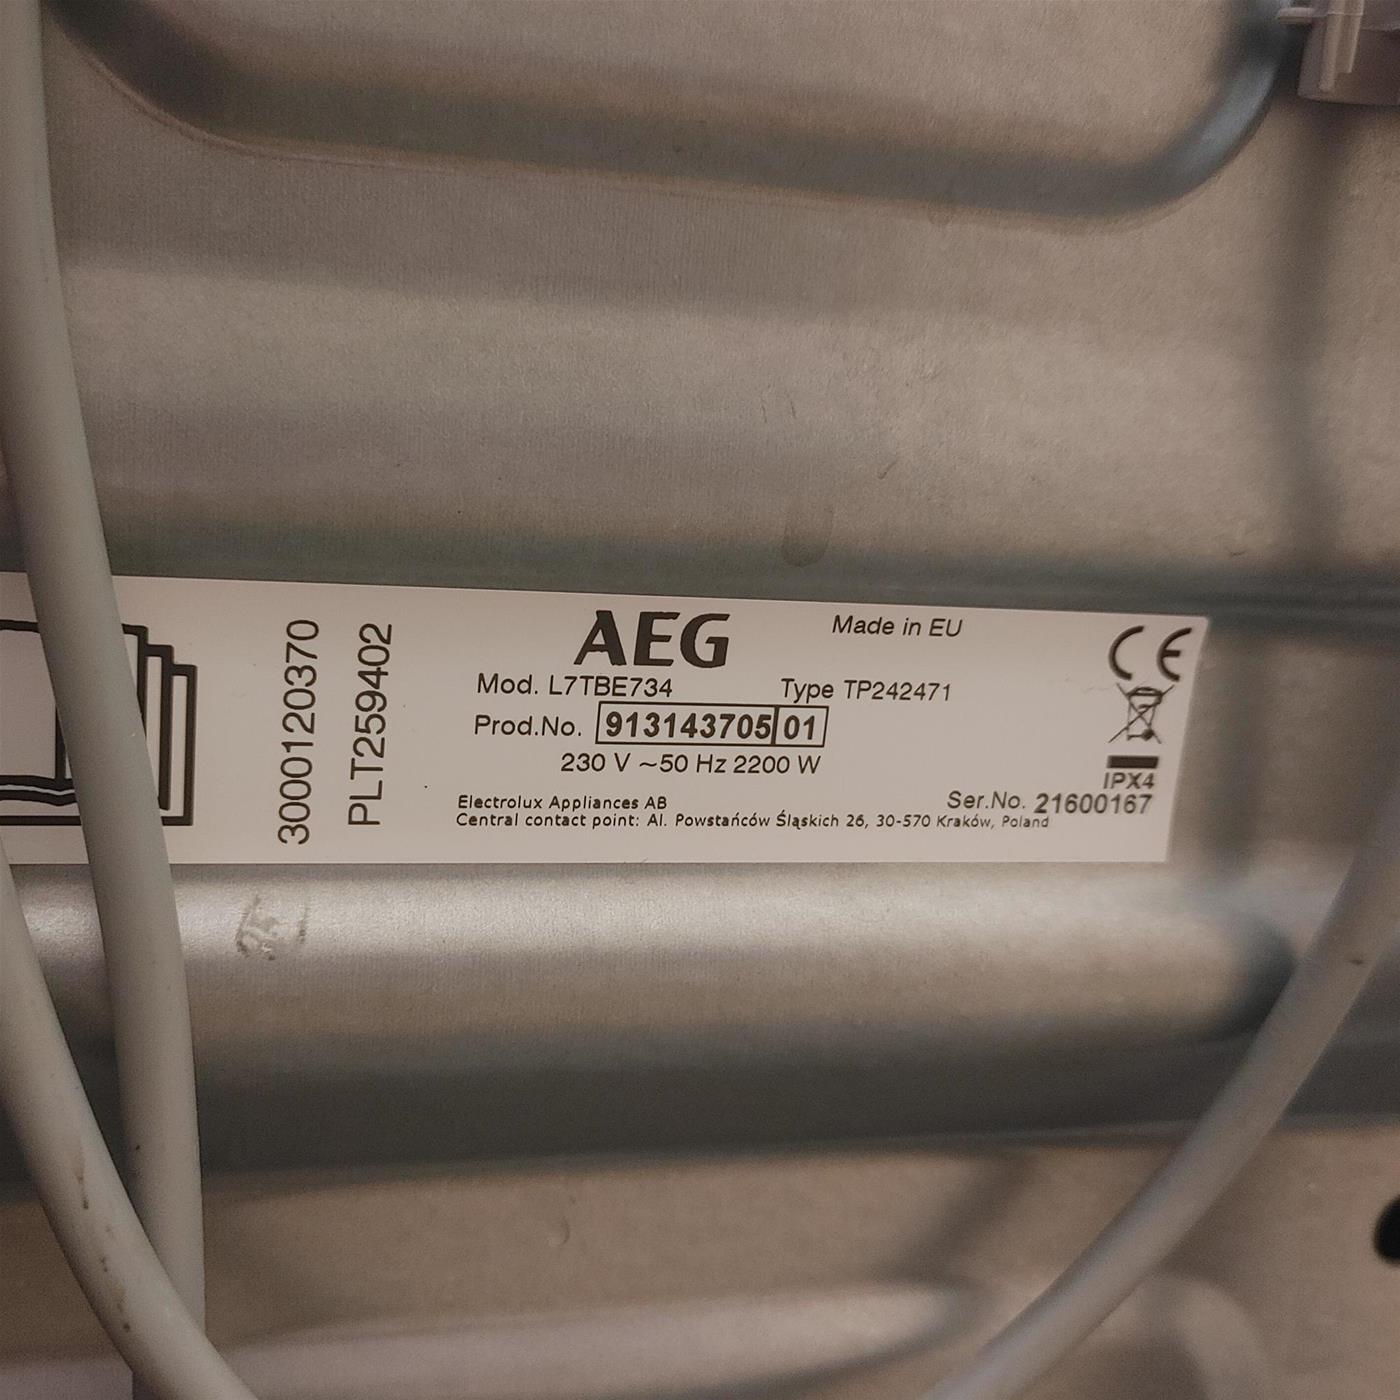 3000120370
PLT259402
AEG
Made in EU
Mod. L7TBE734 Type TP242471
Prod.No. 913143705 01
230 V ~50 Hz 2200 W
IPX4
Electrolux Appliances AB
Ser.No. 21600167
Central contact point: Al. Powstańców Śląskich 26, 30-570 Kraków, Poland